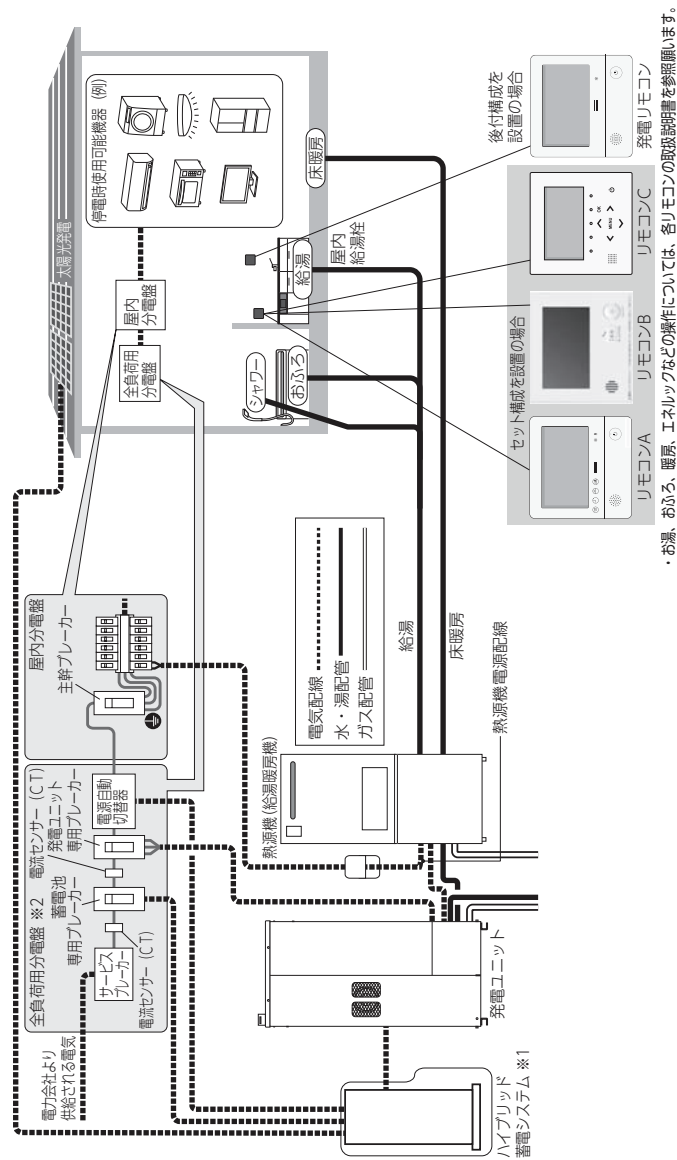 電力会社より
供給される電気
全負荷用分電盤 ※2
サービス
ブレーカー
電流センサー（CT）
蓄電池
専用ブレーカー
電流センサー（CT）
発電ユニット
専用ブレーカー
電源自動
切替器
屋内分電盤
主幹ブレーカー
太陽光発電
全負荷用
分電盤
屋内
分電盤
停電時使用可能機器（例）
シャワー
おふろ
給湯
屋内
給湯栓
床暖房
電気配線
水・湯配管
ガス配管
熱源機（給湯暖房機）
給湯
床暖房
熱源機電源配線
ハイブリッド
蓄電システム ※1
発電ユニット
セット構成を設置の場合
リモコンA
リモコンB
リモコンC
MENU
OK
後付構成を
設置の場合
発電リモコン
・お湯、おふろ、暖房、エネルックなどの操作については、各リモコンの取扱説明書を参照願います。